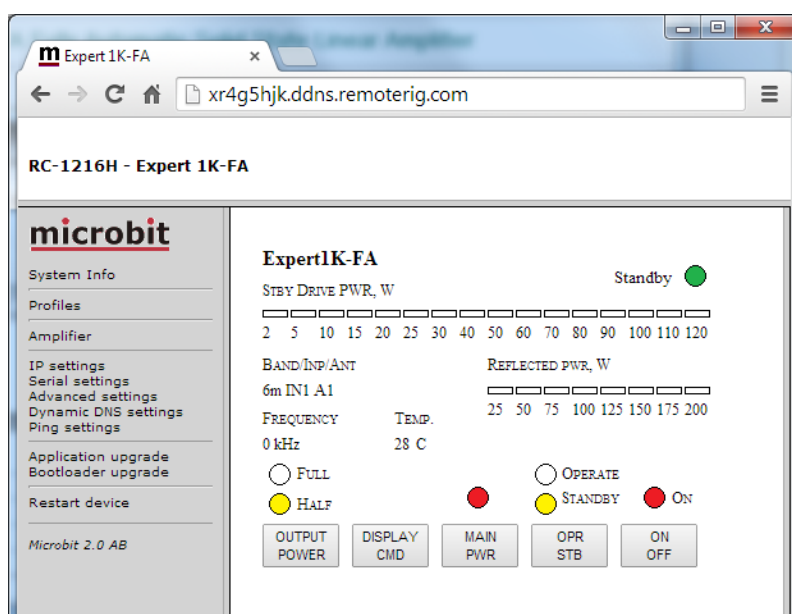 Expert 1K-FA
xr4g5hjk.ddns.remoterig.com
RC-1216H - Expert 1K-FA
microbit
System Info
Profiles
Amplifier
IP settings
Serial settings
Advanced settings
Dynamic DNS settings
Ping settings
Application upgrade
Bootloader upgrade
Restart device
Microbit 2.0 AB
Expert1K-FA
Standby
STBY DRIVE PWR, W
2 5 10 15 20 25 30 40 50 60 70 80 90 100 110 120
BAND/INP/ANT
6m IN1 A1
REFLECTED PWR, W
25 50 75 100 125 150 175 200
FREQUENCY TEMP.
0 kHz 28 C
FULL OPERATE
HALF STANDBY ON
OUTPUT POWER
DISPLAY CMD
MAIN PWR
OPR STB
ON OFF